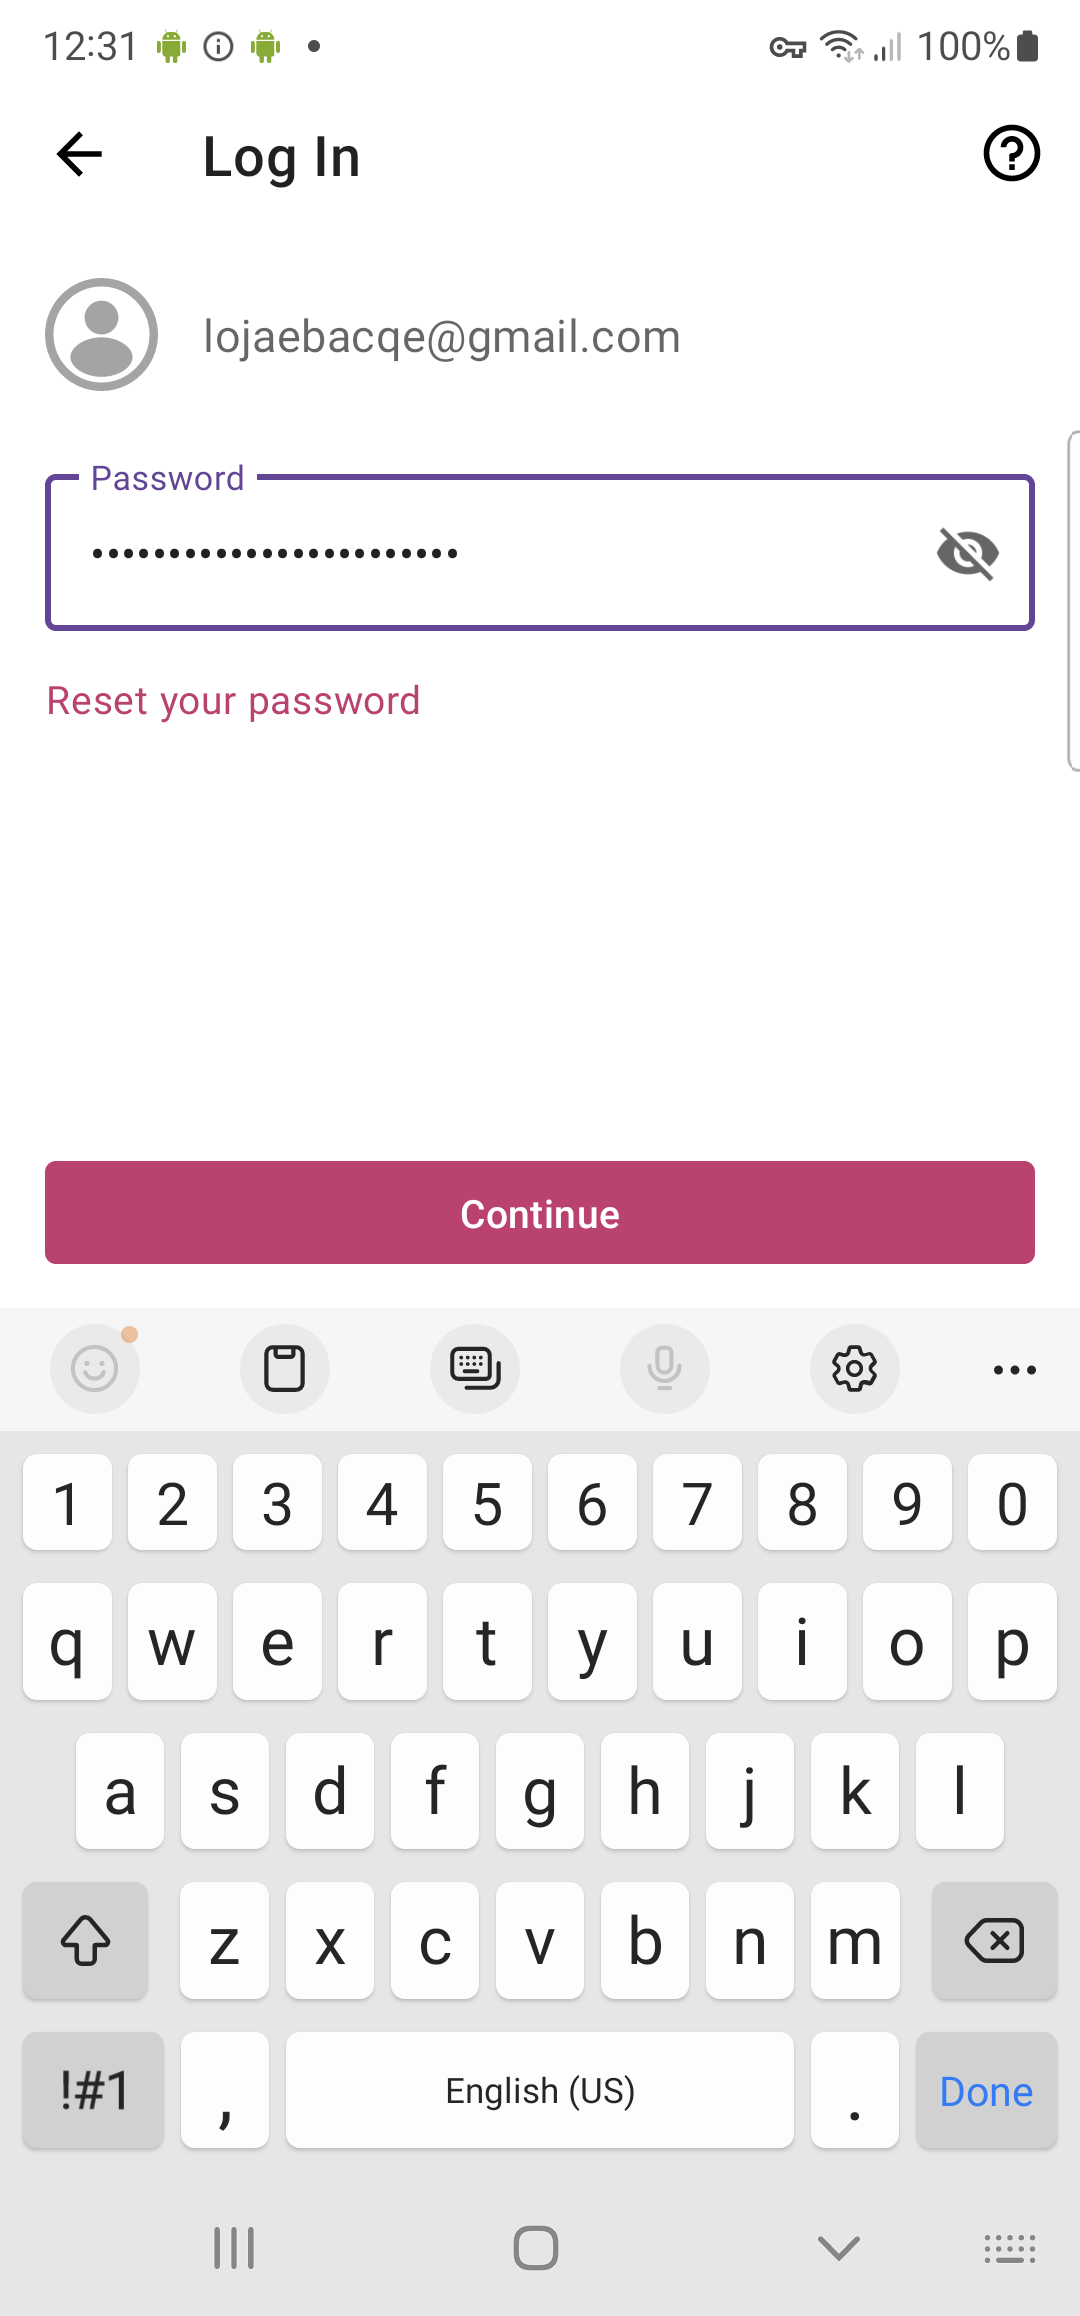 12:31 100%
Log In
lojaebacqe@gmail.com
Password
••••••••••••••••••••••••
Reset your password
Continue
1 2 3 4 5 6 7 8 9 0
q w e r t y u i o p
a s d f g h j k l
z x c v b n m
!#1 , English (US) . Done